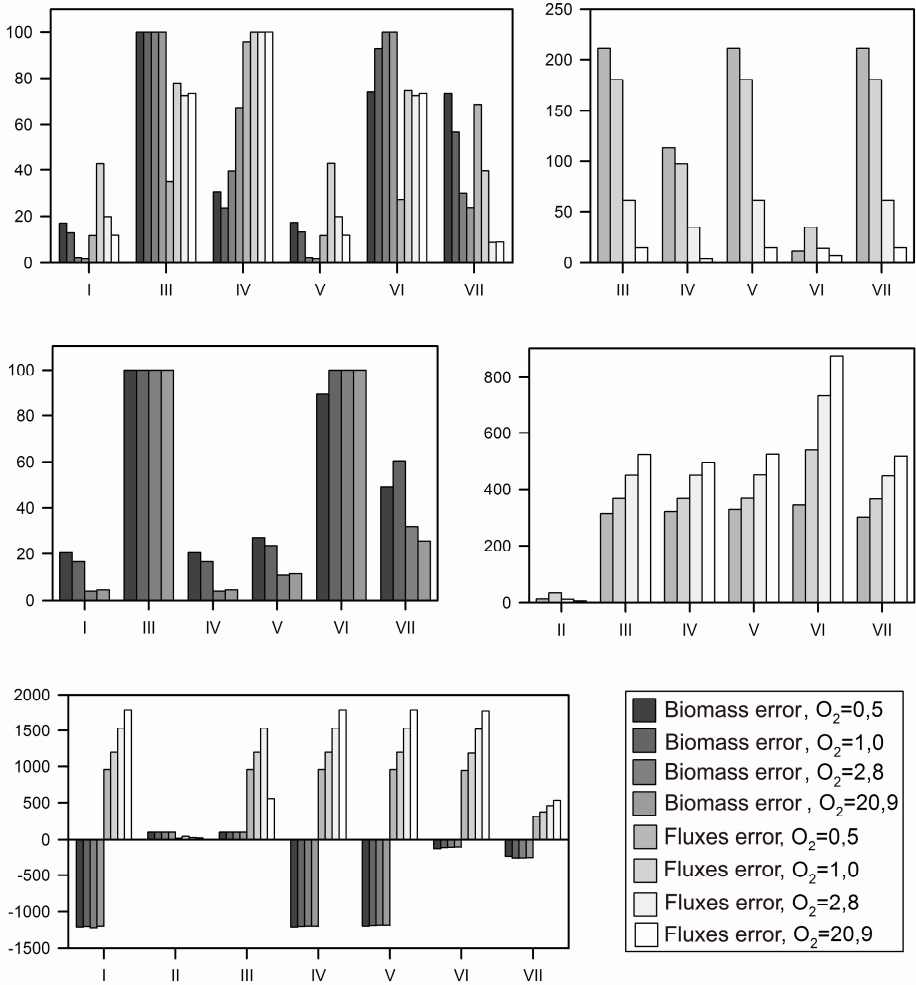 100
80
60
40
20
0
I III IV V VI VII
250
200
150
100
50
0
III IV V VI VII
100
80
60
40
20
0
I III IV V VI VII
800
600
400
200
0
II III IV V VI VII
2000
1500
1000
500
0
-500
-1000
-1500
I II III IV V VI VII
Biomass error, O₂=0,5
Biomass error, O₂=1,0
Biomass error, O₂=2,8
Biomass error, O₂=20,9
Fluxes error, O₂=0,5
Fluxes error, O₂=1,0
Fluxes error, O₂=2,8
Fluxes error, O₂=20,9